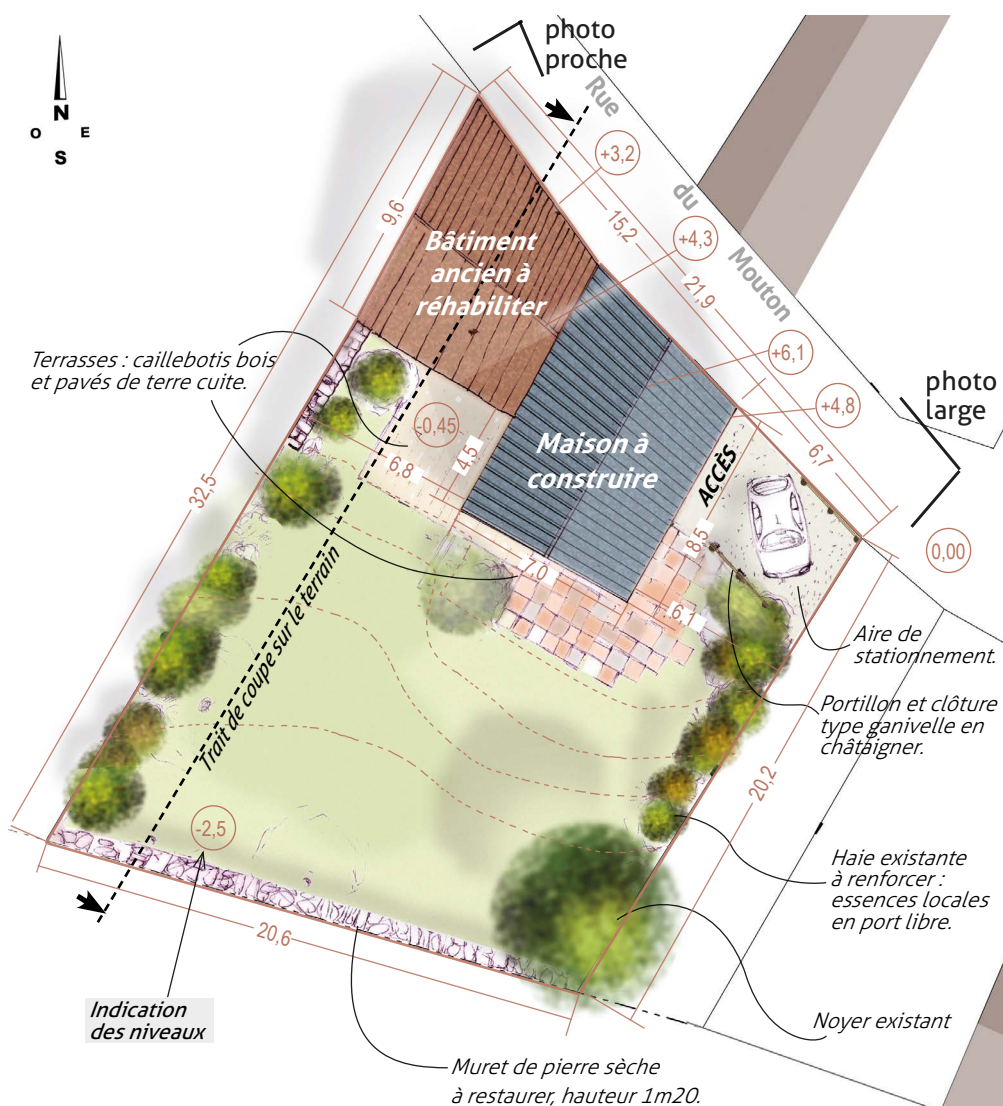 photo
proche
N
O E
S
Rue
du
Mouton
+3,2
15,2
+4,3
21,9
+6,1
+4,8
6,7
9,6
Bâtiment
ancien à
réhabiliter
Terrasses : caillebotis bois
et pavés de terre cuite.
-0,45
6,8
4,5
Maison à
construire
ACCÈS
8,5
photo
large
0,00
32,5
7,0
6,1
Trait de coupe sur le terrain
Aire de
stationnement.
Portillon et clôture
type ganivelle en
châtaigner.
20,2
-2,5
Haie existante
à renforcer :
essences locales
en port libre.
20,6
Indication
des niveaux
Noyer existant
Muret de pierre sèche
à restaurer, hauteur 1m20.